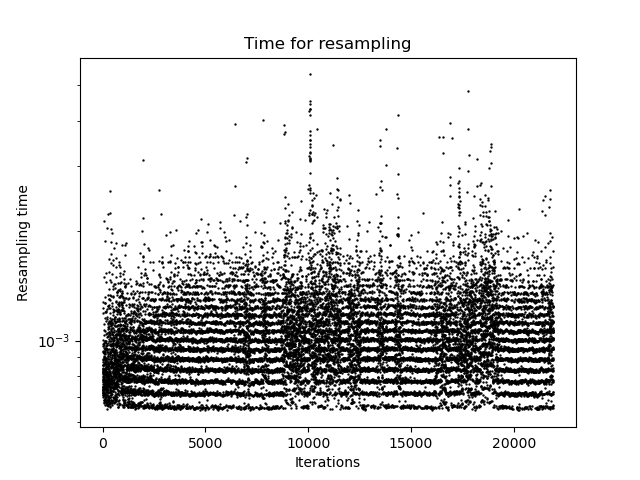 Time for resampling
Resampling time
10⁻³
0 5000 10000 15000 20000
Iterations